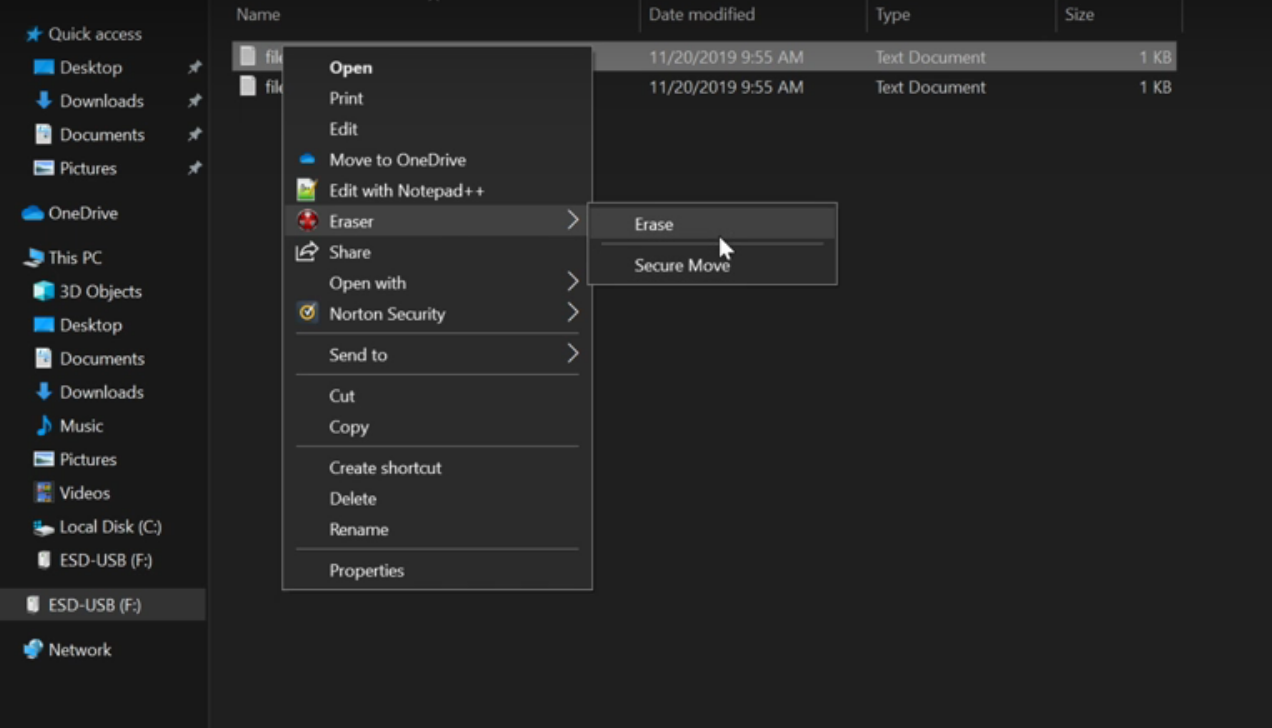 Name Date modified Type Size
Quick access
Desktop
Downloads
Documents
Pictures
OneDrive
This PC
3D Objects
Desktop
Documents
Downloads
Music
Pictures
Videos
Local Disk (C:)
ESD-USB (F:)
ESD-USB (F:)
Network
file 11/20/2019 9:55 AM Text Document 1 KB
file 11/20/2019 9:55 AM Text Document 1 KB
Open
Print
Edit
Move to OneDrive
Edit with Notepad++
Eraser
Share
Open with
Norton Security
Send to
Cut
Copy
Create shortcut
Delete
Rename
Properties
Erase
Secure Move